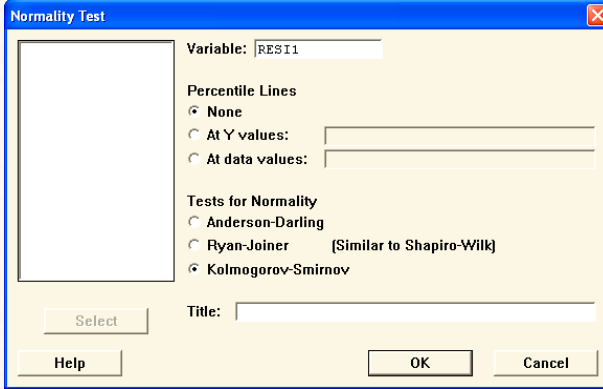 Normality Test
Variable: RESI1
Percentile Lines
None
At Y values:
At data values:
Tests for Normality
Anderson-Darling
Ryan-Joiner (Similar to Shapiro-Wilk)
Kolmogorov-Smirnov
Select
Title:
Help OK Cancel